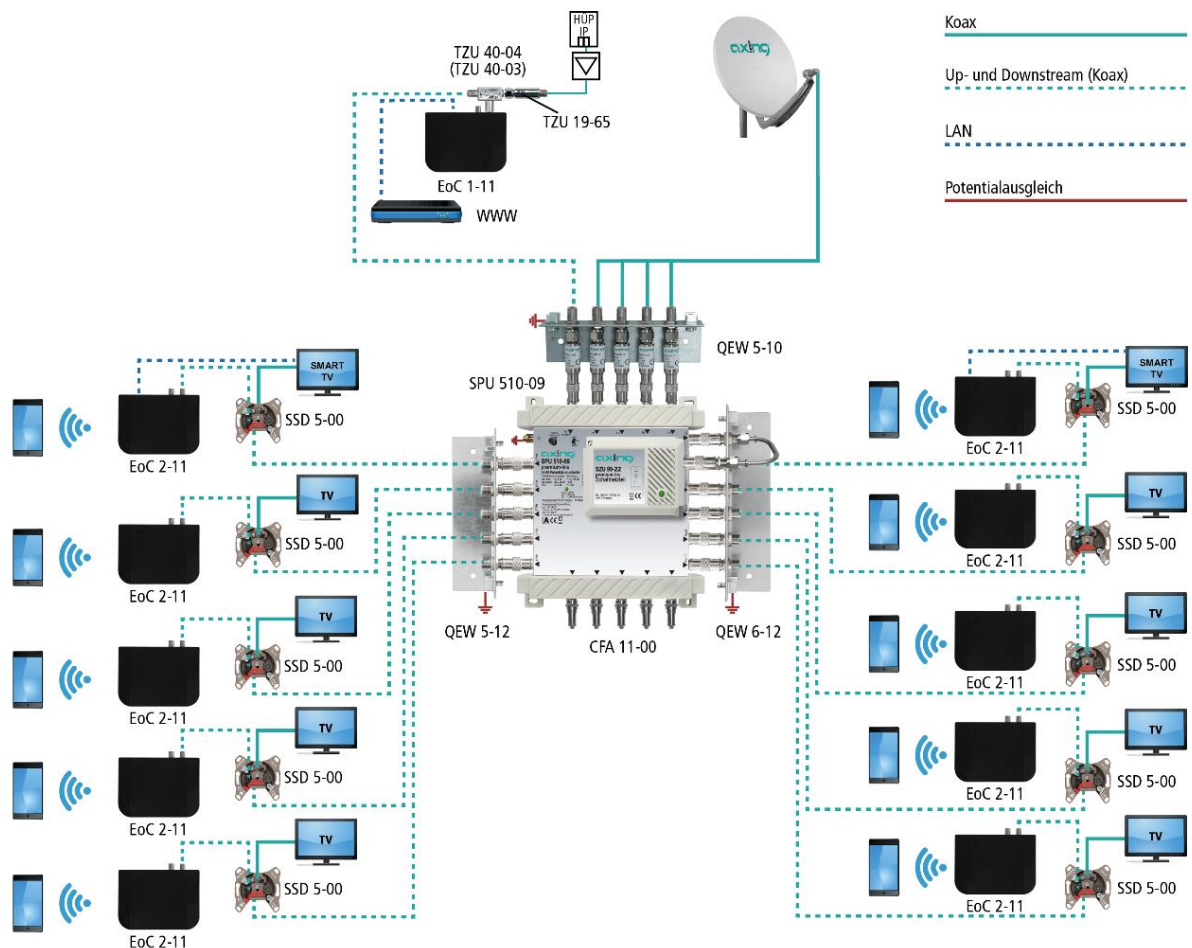 HÜP
IP
TZU 40-04
(TZU 40-03)
TZU 19-65
EoC 1-11
WWW
axing
Koax
Up- und Downstream (Koax)
LAN
Potentialausgleich
QEW 5-10
SPU 510-09
axing
SPU 510-09
premium-line
axing
SZU 99-22
premium-line
Schaltnetzteil
QEW 5-12
CFA 11-00
QEW 6-12
SMART
TV
SSD 5-00
EoC 2-11
TV
SSD 5-00
EoC 2-11
TV
SSD 5-00
EoC 2-11
TV
SSD 5-00
EoC 2-11
TV
SSD 5-00
EoC 2-11
SMART
TV
SSD 5-00
EoC 2-11
TV
SSD 5-00
EoC 2-11
TV
SSD 5-00
EoC 2-11
TV
SSD 5-00
EoC 2-11
TV
SSD 5-00
EoC 2-11